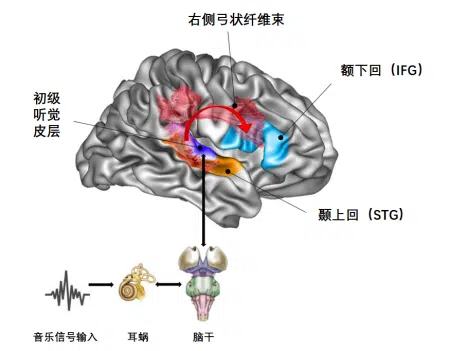 右侧弓状纤维束
额下回（IFG）
初级
听觉
皮层
颞上回（STG）
音乐信号输入
耳蜗
脑干